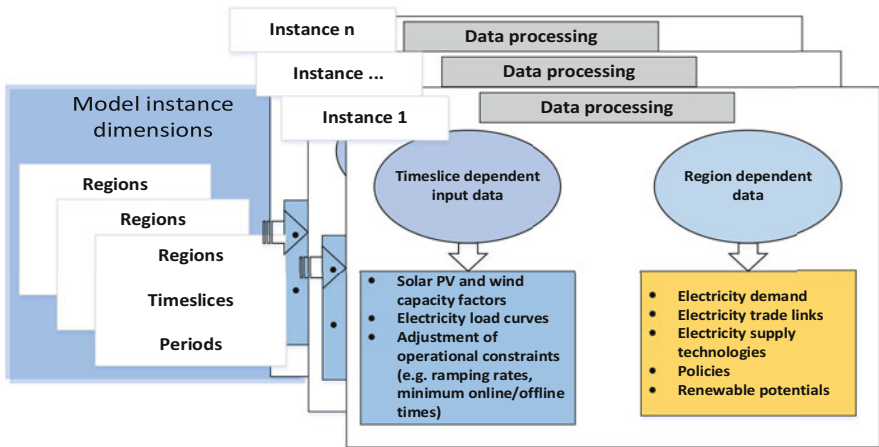 Instance n
Data processing
Instance ...
Data processing
Instance 1
Data processing
Model instance
dimensions
Regions
Regions
Regions
Timeslices
Periods
Timeslice dependent
input data
Region dependent
data
• Solar PV and wind
capacity factors
• Electricity load curves
• Adjustment of
operational constraints
(e.g. ramping rates,
minimum online/offline
times)
• Electricity demand
• Electricity trade links
• Electricity supply
technologies
• Policies
• Renewable potentials